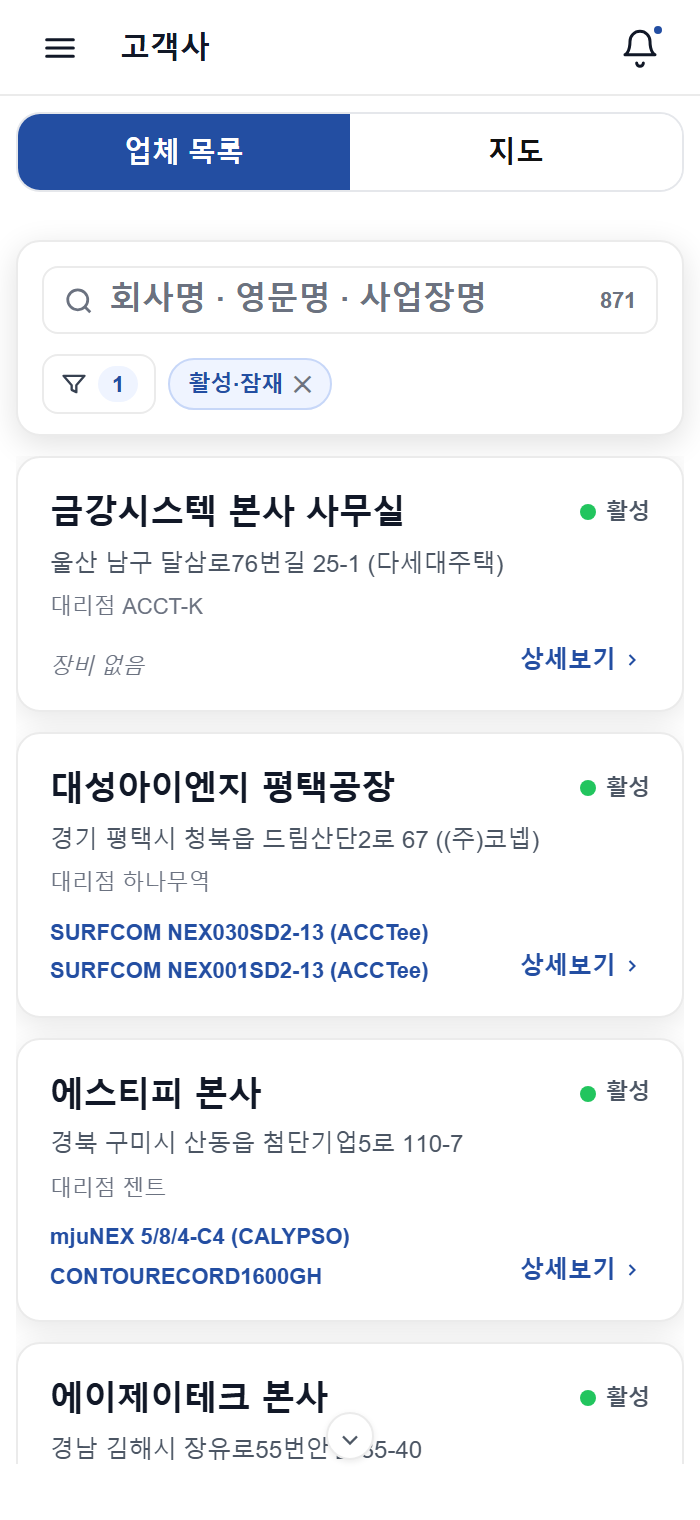 고객사
업체 목록
지도
회사명 · 영문명 · 사업장명
871
1
활성·잠재
금강시스텍 본사 사무실
활성
울산 남구 달삼로76번길 25-1 (다세대주택)
대리점 ACCT-K
장비 없음
상세보기
대성아이엔지 평택공장
활성
경기 평택시 청북읍 드림산단2로 67 ((주)코넵)
대리점 하나무역
SURFCOM NEX030SD2-13 (ACCTee)
SURFCOM NEX001SD2-13 (ACCTee)
상세보기
에스티피 본사
활성
경북 구미시 산동읍 첨단기업5로 110-7
대리점 젠트
mjuNEX 5/8/4-C4 (CALYPSO)
CONTOURECORD1600GH
상세보기
에이제이테크 본사
활성
경남 김해시